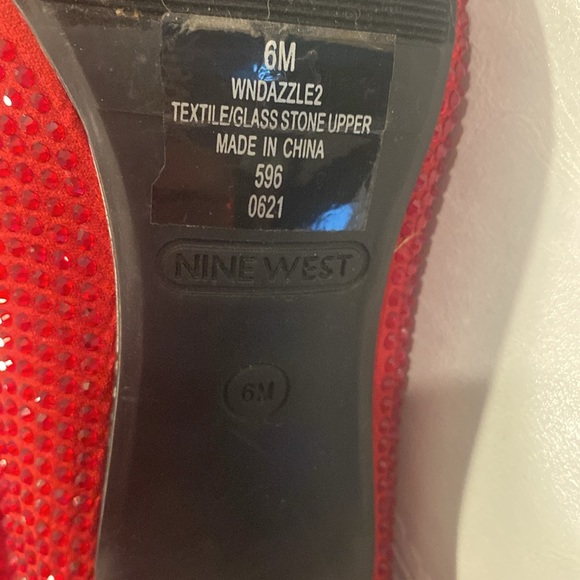 6M
WNDAZZLE2
TEXTILE/GLASS STONE UPPER
MADE IN CHINA
596
0621
NINE WEST
6M